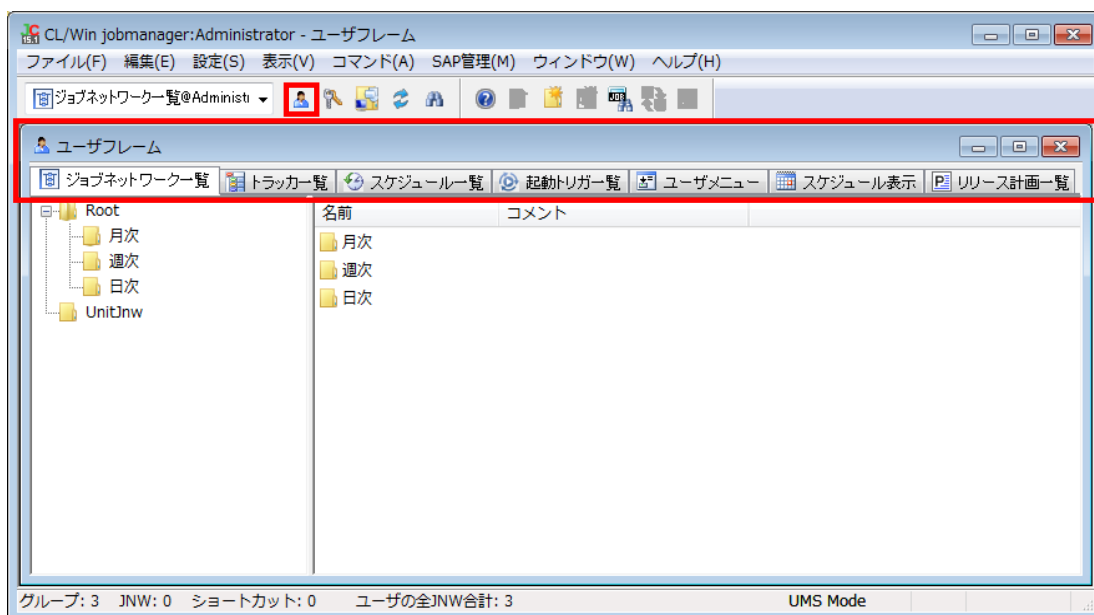 CL/Win jobmanager:Administrator - ユーザフレーム
ファイル(F) 編集(E) 設定(S) 表示(V) コマンド(A) SAP管理(M) ウィンドウ(W) ヘルプ(H)
ジョブネットワーク一覧@Administr
ユーザフレーム
ジョブネットワーク一覧 トラッカ一覧 スケジュール一覧 起動トリガ一覧 ユーザメニュー スケジュール表示 リリース計画一覧
Root 名前 コメント
月次 月次
週次 週次
日次 日次
UnitJnw
グループ: 3 JNW: 0 ショートカット: 0 ユーザの全JNW合計: 3 UMS Mode